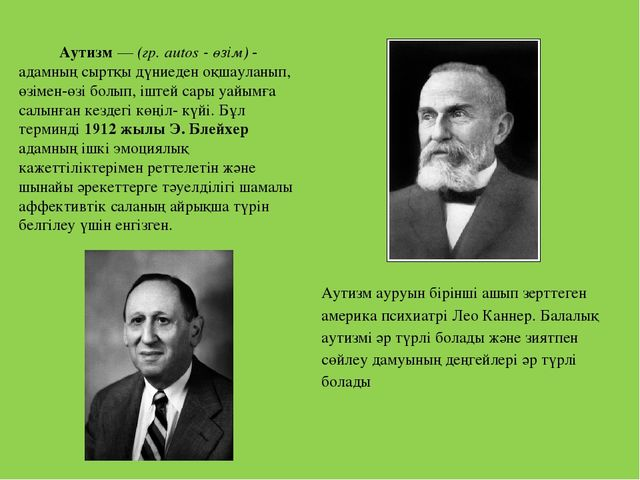 Аутизм — (гр. autos - өзім) -
адамның сыртқы дүниеден оқшауланып,
өзімен-өзі болып, іштей сары уайымға
салынған кездегі көңіл- күйі. Бұл
терминді 1912 жылы Э. Блейхер
адамның ішкі эмоциялық
кажеттіліктерімен реттелетін және
шынайы әрекеттерге тәуелділігі шамалы
аффективтік саланың айрықша түрін
белгілеу үшін енгізген.
Аутизм ауруын бірінші ашып зерттеген
америка психиатрі Лео Каннер. Балалық
аутизмі әр түрлі болады және зиятпен
сөйлеу дамуының деңгейлері әр түрлі
болады